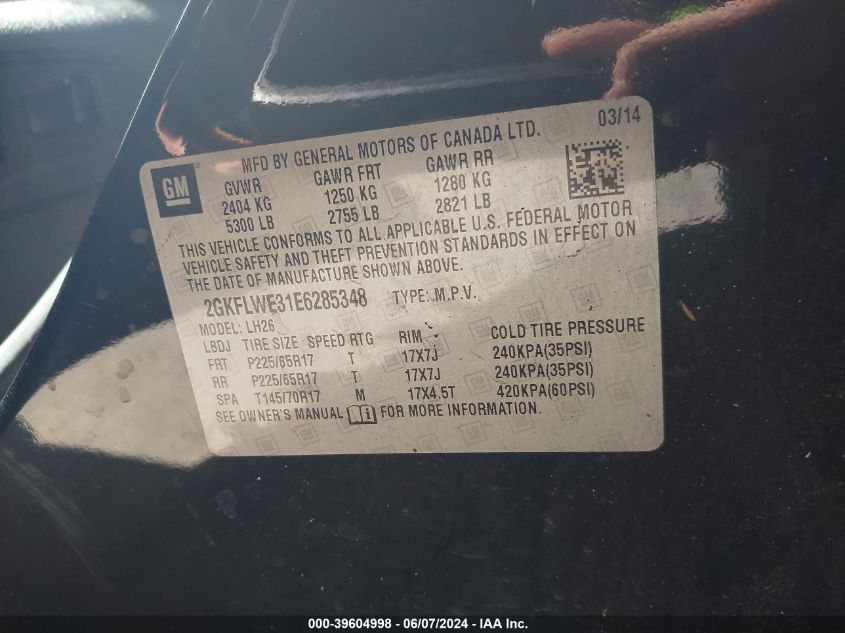 MFD BY GENERAL MOTORS OF CANADA LTD. 03/14
GM
GVWR GAWR FRT GAWR RR
2404 KG 1250 KG 1280 KG
5300 LB 2755 LB 2821 LB
THIS VEHICLE CONFORMS TO ALL APPLICABLE U.S. FEDERAL MOTOR
VEHICLE SAFETY AND THEFT PREVENTION STANDARDS IN EFFECT ON
THE DATE OF MANUFACTURE SHOWN ABOVE.
2GKFLWE31E6285348 TYPE: M.P.V.
MODEL: LH26
LBDJ TIRE SIZE SPEED RTG RIM COLD TIRE PRESSURE
FRT P225/65R17 T 17X7J 240KPA(35PSI)
RR P225/65R17 T 17X7J 240KPA(35PSI)
SPA T145/70R17 M 17X4.5T 420KPA(60PSI)
SEE OWNER'S MANUAL FOR MORE INFORMATION.
000-39604998 - 06/07/2024 - IAA Inc.